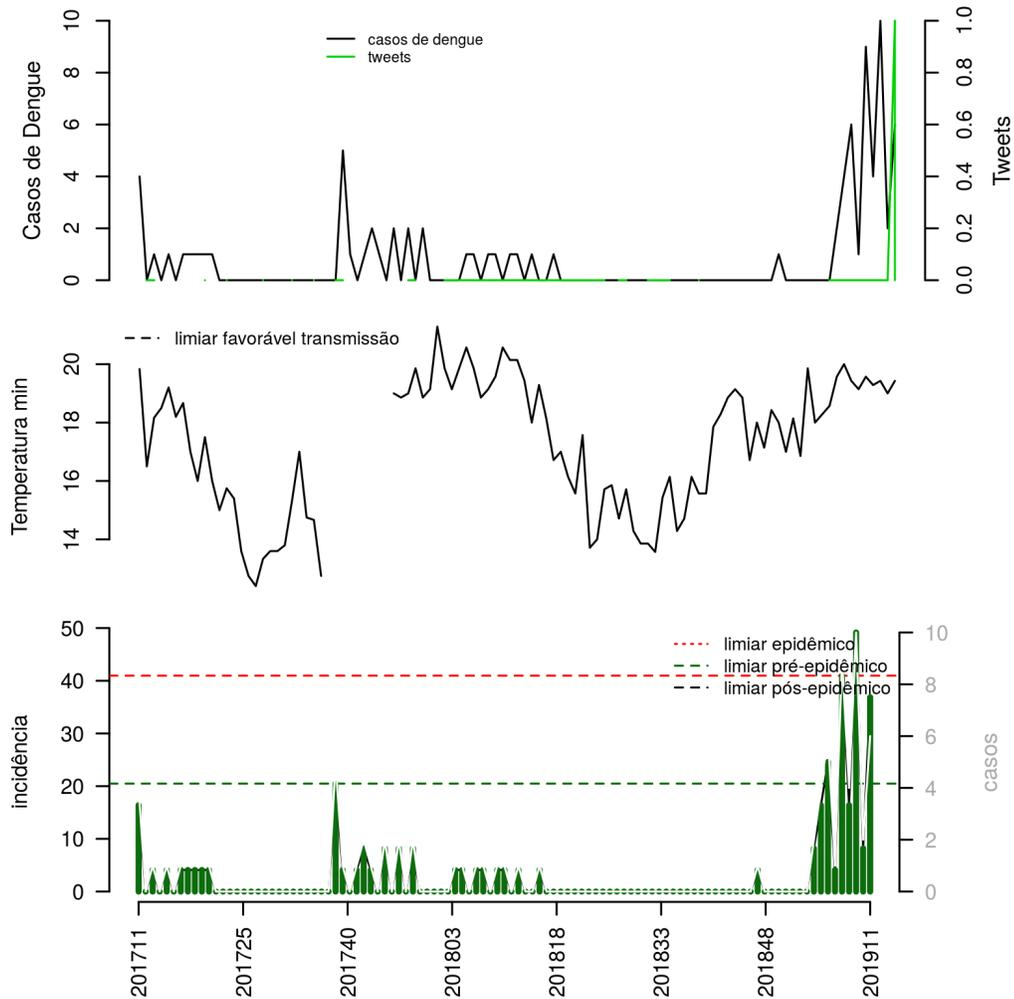 casos de dengue
tweets
Casos de Dengue
0 2 4 6 8 10
Tweets
0.0 0.2 0.4 0.6 0.8 1.0
limiar favorável transmissão
Temperatura min
14 16 18 20
limiar epidêmico
limiar pré-epidêmico
limiar pós-epidêmico
incidência
0 10 20 30 40 50
casos
0 2 4 6 8 10
201711 201725 201740 201803 201818 201833 201848 201911